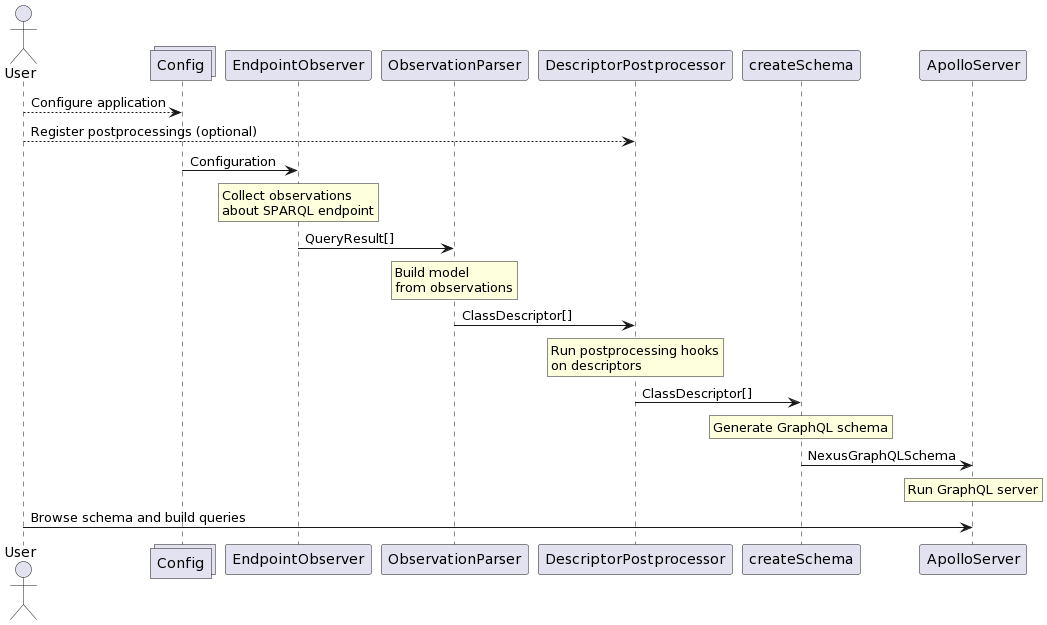 User
Config
EndpointObserver
ObservationParser
DescriptorPostprocessor
createSchema
ApolloServer
Configure application
Register postprocessings (optional)
Configuration
Collect observations
about SPARQL endpoint
QueryResult[]
Build model
from observations
ClassDescriptor[]
Run postprocessing hooks
on descriptors
ClassDescriptor[]
Generate GraphQL schema
NexusGraphQLSchema
Run GraphQL server
Browse schema and build queries
User
Config
EndpointObserver
ObservationParser
DescriptorPostprocessor
createSchema
ApolloServer